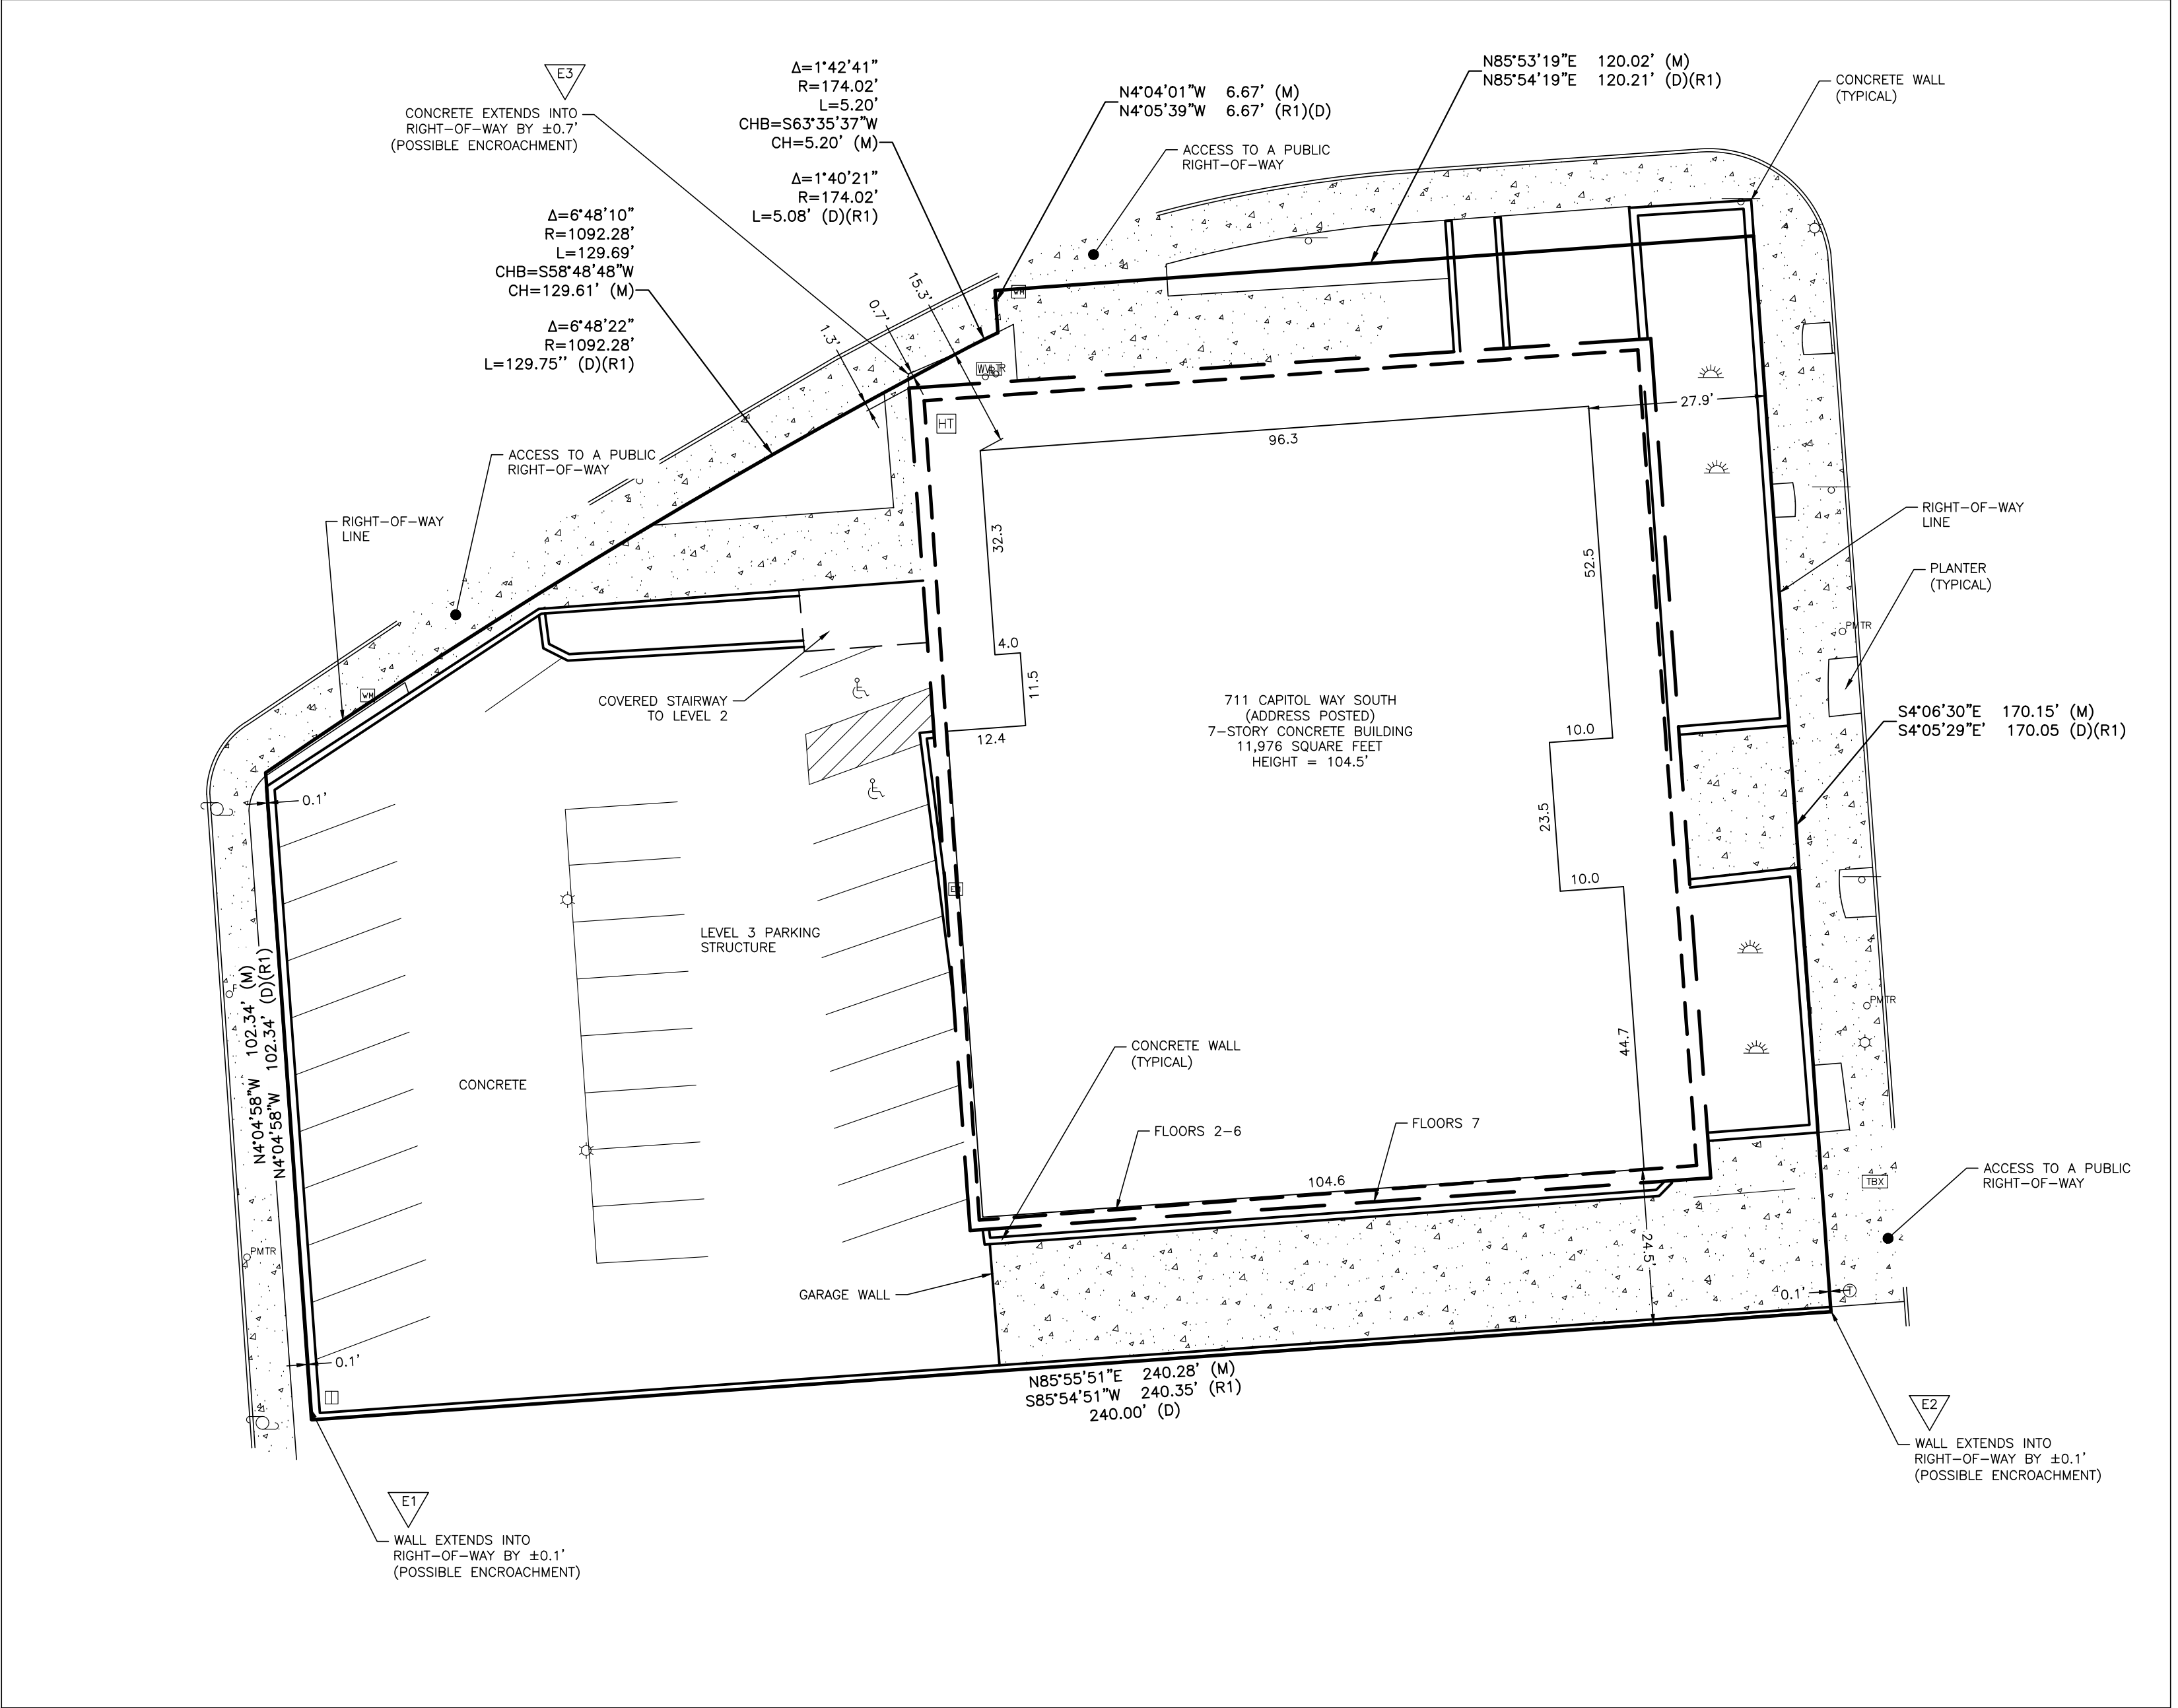 E3
CONCRETE EXTENDS INTO
RIGHT-OF-WAY BY ±0.7'
(POSSIBLE ENCROACHMENT)
Δ=1°42'41"
R=174.02'
L=5.20'
CHB=S63°35'37"W
CH=5.20' (M)
Δ=1°40'21"
R=174.02'
L=5.08' (D)(R1)
N4°04'01"W 6.67' (M)
N4°05'39"W 6.67' (R1)(D)
N85°53'19"E 120.02' (M)
N85°54'19"E 120.21' (D)(R1)
CONCRETE WALL
(TYPICAL)
ACCESS TO A PUBLIC
RIGHT-OF-WAY
Δ=6°48'10"
R=1092.28'
L=129.69'
CHB=S58°48'48"W
CH=129.61' (M)
Δ=6°48'22"
R=1092.28'
L=129.75'' (D)(R1)
15.3'
0.7'
1.3'
WM
HT
27.9'
96.3
ACCESS TO A PUBLIC
RIGHT-OF-WAY
RIGHT-OF-WAY
LINE
RIGHT-OF-WAY
LINE
32.3
52.5
PLANTER
(TYPICAL)
PMTR
4.0
11.5
12.4
WM
COVERED STAIRWAY
TO LEVEL 2
711 CAPITOL WAY SOUTH
(ADDRESS POSTED)
7-STORY CONCRETE BUILDING
11,976 SQUARE FEET
HEIGHT = 104.5'
10.0
S4°06'30"E 170.15' (M)
S4°05'29"E' 170.05 (D)(R1)
0.1'
23.5
10.0
LEVEL 3 PARKING
STRUCTURE
F
N4°04'58"W 102.34' (M)
N4°04'58"W 102.34' (D)(R1)
PMTR
44.7
CONCRETE
CONCRETE WALL
(TYPICAL)
FLOORS 2-6
FLOORS 7
104.6
ACCESS TO A PUBLIC
RIGHT-OF-WAY
TBX
PMTR
24.5'
GARAGE WALL
0.1'
T
0.1'
N85°55'51"E 240.28' (M)
S85°54'51"W 240.35' (R1)
240.00' (D)
E2
WALL EXTENDS INTO
RIGHT-OF-WAY BY ±0.1'
(POSSIBLE ENCROACHMENT)
E1
WALL EXTENDS INTO
RIGHT-OF-WAY BY ±0.1'
(POSSIBLE ENCROACHMENT)